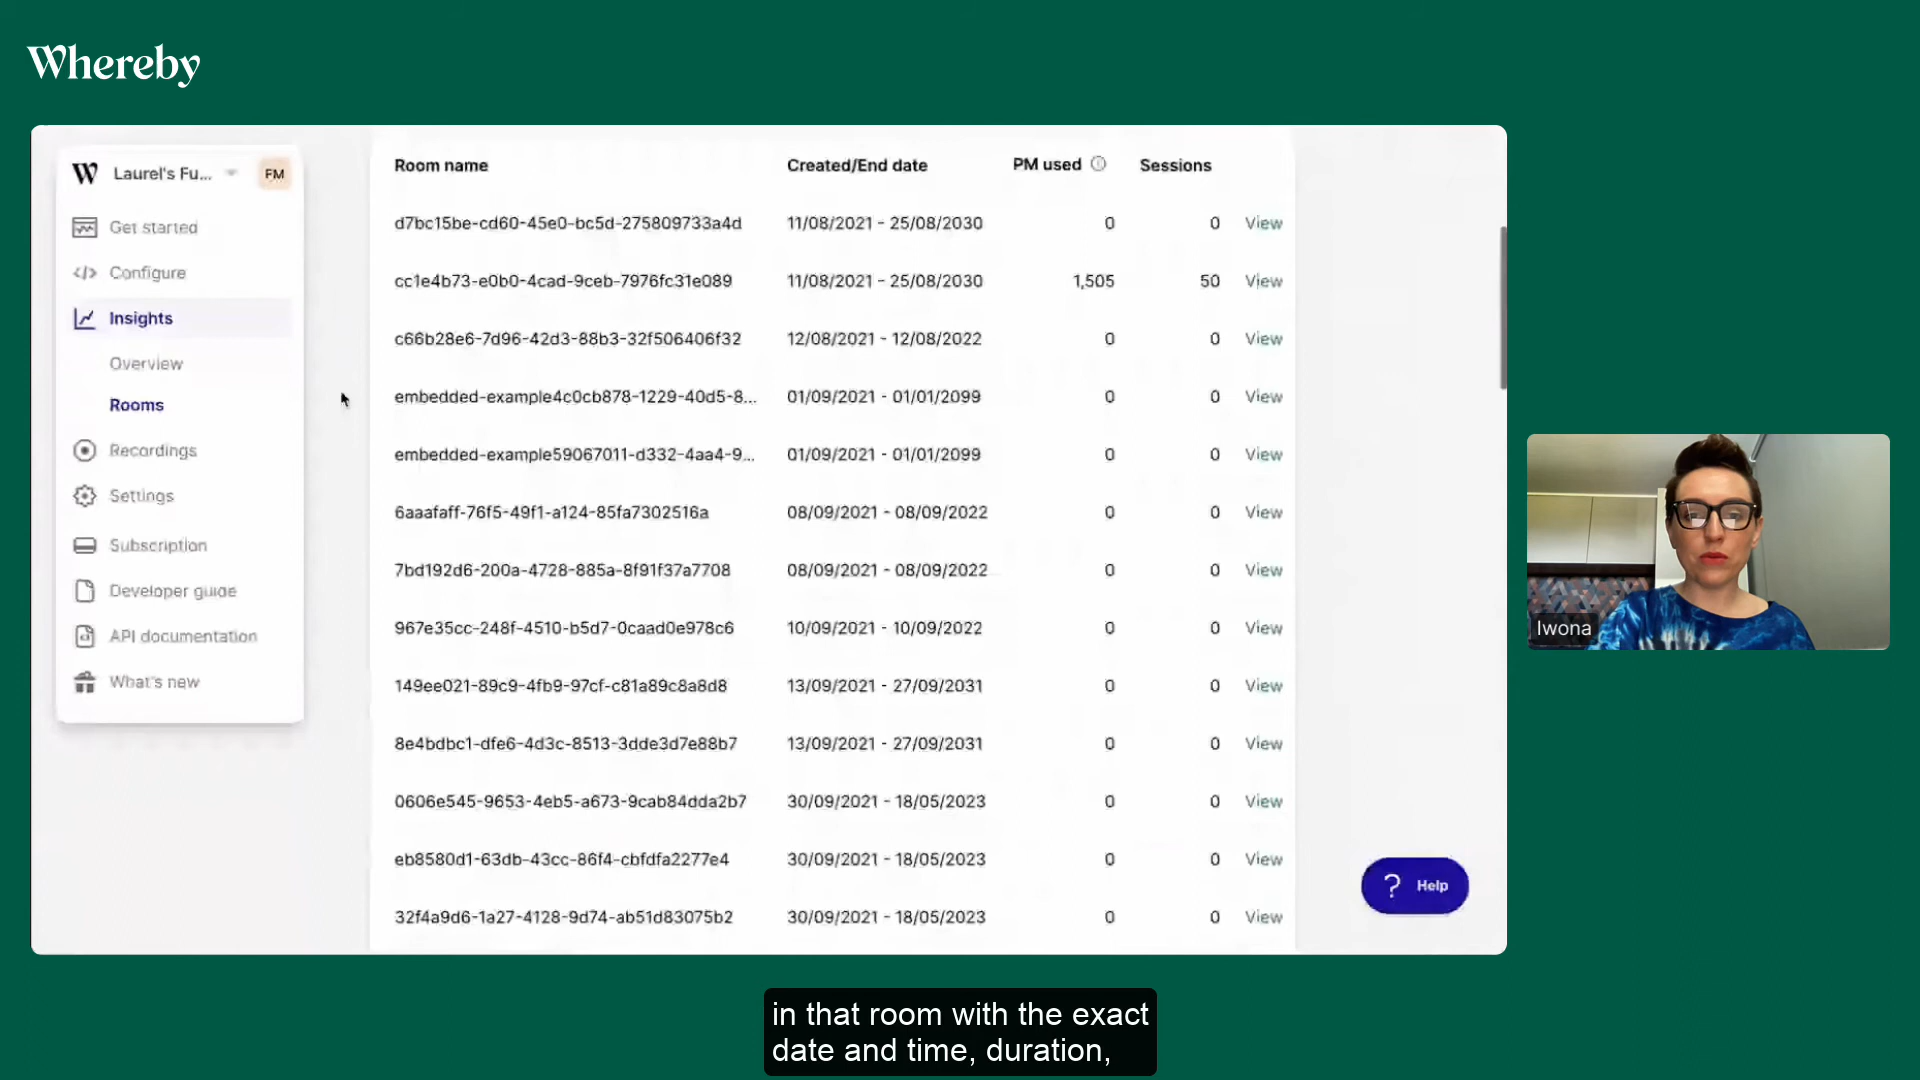 Whereby
Laurel's Fu... FM
Get started
Configure
Insights
Overview
Rooms
Recordings
Settings
Subscription
Developer guide
API documentation
What's new
Room name Created/End date PM used Sessions
d7bc15be-cd60-45e0-bc5d-275809733a4d 11/08/2021 - 25/08/2030 0 0 View
cc1e4b73-e0b0-4cad-9ceb-7976fc31e089 11/08/2021 - 25/08/2030 1,505 50 View
c66b28e6-7d96-42d3-88b3-32f506406f32 12/08/2021 - 12/08/2022 0 0 View
embedded-example4c0cb878-1229-40d5-8... 01/09/2021 - 01/01/2099 0 0 View
embedded-example59067011-d332-4aa4-9... 01/09/2021 - 01/01/2099 0 0 View
6aaafaff-76f5-49f1-a124-85fa7302516a 08/09/2021 - 08/09/2022 0 0 View
7bd192d6-200a-4728-885a-8f91f37a7708 08/09/2021 - 08/09/2022 0 0 View
967e35cc-248f-4510-b5d7-0caad0e978c6 10/09/2021 - 10/09/2022 0 0 View
149ee021-89c9-4fb9-97cf-c81a89c8a8d8 13/09/2021 - 27/09/2031 0 0 View
8e4bdbc1-dfe6-4d3c-8513-3dde3d7e88b7 13/09/2021 - 27/09/2031 0 0 View
0606e545-9653-4eb5-a673-9cab84dda2b7 30/09/2021 - 18/05/2023 0 0 View
eb8580d1-63db-43cc-86f4-cbfdfa2277e4 30/09/2021 - 18/05/2023 0 0 View
32f4a9d6-1a27-4128-9d74-ab51d83075b2 30/09/2021 - 18/05/2023 0 0 View
? Help
Iwona
in that room with the exact
date and time, duration,